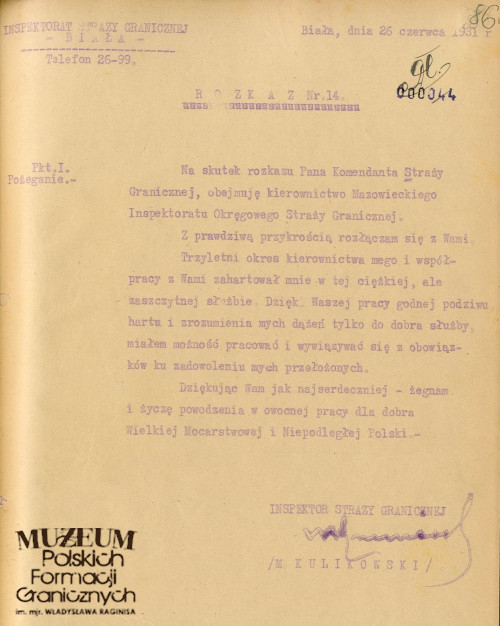 INSPEKTORAT STRAŻY GRANICZNEJ
- B I A Ł A -
Telefon 26-99.
Biała, dnia 26 czerwca 1931 r
86
gł.
000044
R O Z K A Z Nr.14.
Pkt.I.
Pożeganie.-
Na skutek rozkazu Pana Komendanta Straży
Granicznej, obejmuję kierownictwo Mazowieckiego
Inspektoratu Okręgowego Straży Granicznej.
Z prawdziwą przykrością rozłączam się z Wami.
Trzyletni okres kierownictwa mego i współ-
pracy z Wami zahartował mnie w tej ciężkiej, ale
zaszczytnej służbie. Dzięk. Waszej pracy godnej podziwu
hartu i zrozumienia mych dążeń tylko do dobra służby,
miałem możność pracować i wywiązywać się z obowiąz-
ków ku zadowoleniu mych przełożonych.
Dziękując Wam jak najserdeczniej - żegnam
i życzę powodzenia w owocnej pracy dla dobra
Wielkiej Mocarstwowej i Niepodległej Polski.-
INSPEKTOR STRAŻY GRANICZNEJ
/M KULIKOWSKI/
MUZEUM
Polskich
Formacji
Granicznych
im. mjr. WŁADYSŁAWA RAGINISA